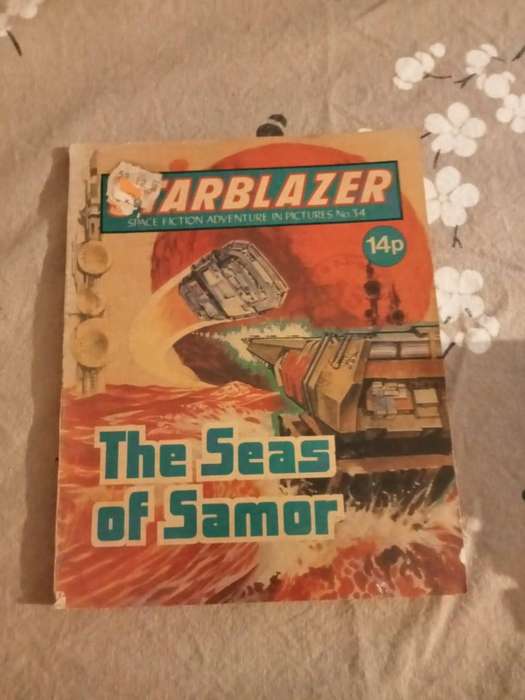 STARBLAZER
SPACE FICTION ADVENTURE IN PICTURES No.34
14p
The Seas
of Samor